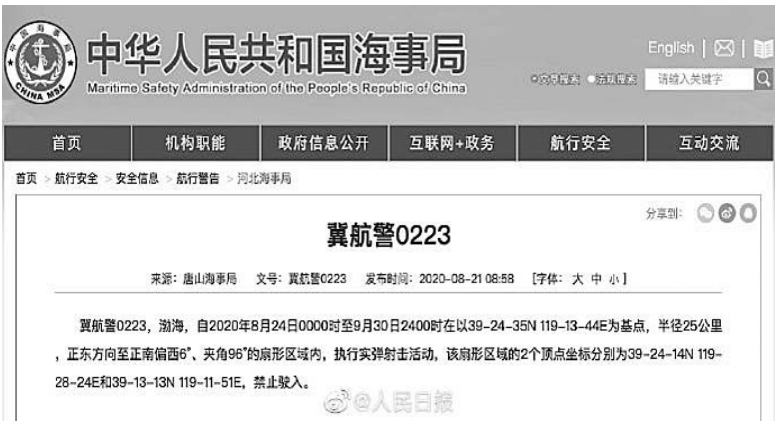 中华人民共和国海事局
Maritime Safety Administration of the People's Republic of China
CHINA MSA
English
请输入关键字
首页 机构职能 政府信息公开 互联网+政务 航行安全 互动交流
首页 > 航行安全 > 安全信息 > 航行警告 > 河北海事局
分享到:
冀航警0223
来源: 唐山海事局 文号: 冀航警0223 发布时间: 2020-08-21 08:58 [字体: 大 中 小]
冀航警0223，渤海，自2020年8月24日0000时至9月30日2400时在以39-24-35N 119-13-44E为基点，半径25公里
，正东方向至正南偏西6°、夹角96°的扇形区域内，执行实弹射击活动，该扇形区域的2个顶点坐标分别为39-24-14N 119-
28-24E和39-13-13N 119-11-51E，禁止驶入。
@人民日报